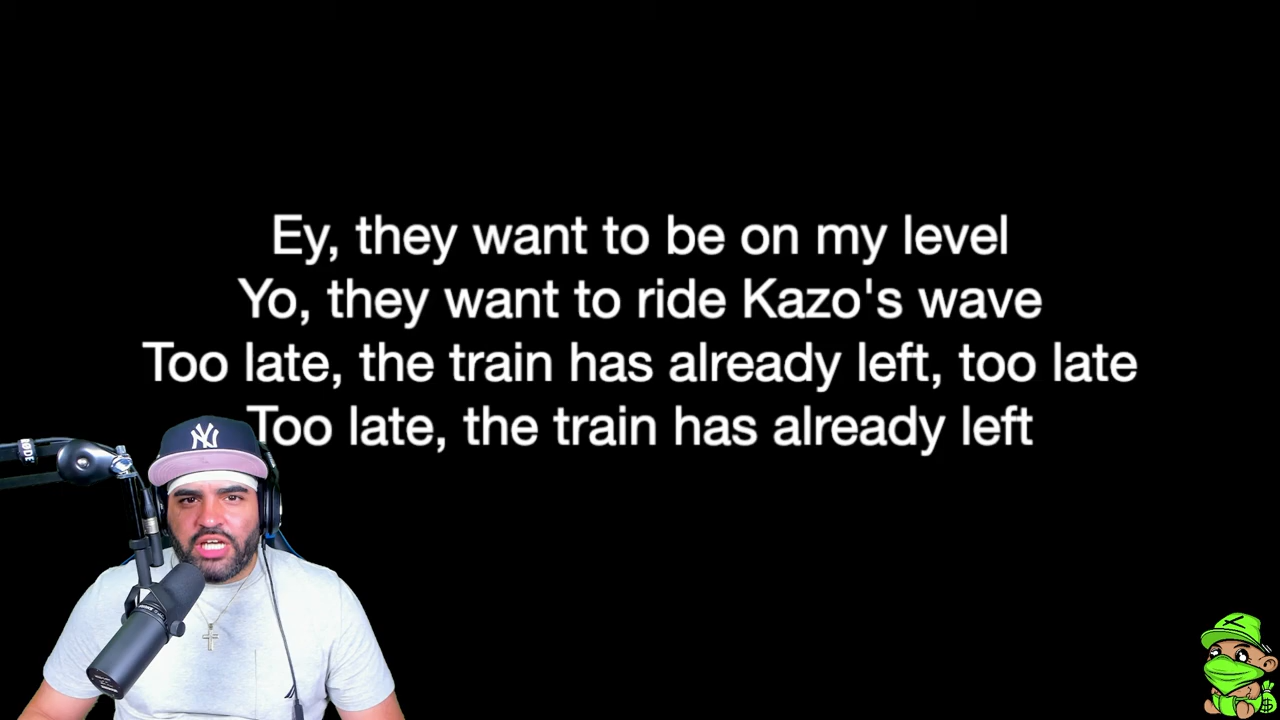 Ey, they want to be on my level
Yo, they want to ride Kazo's wave
Too late, the train has already left, too late
Too late, the train has already left
NY
$